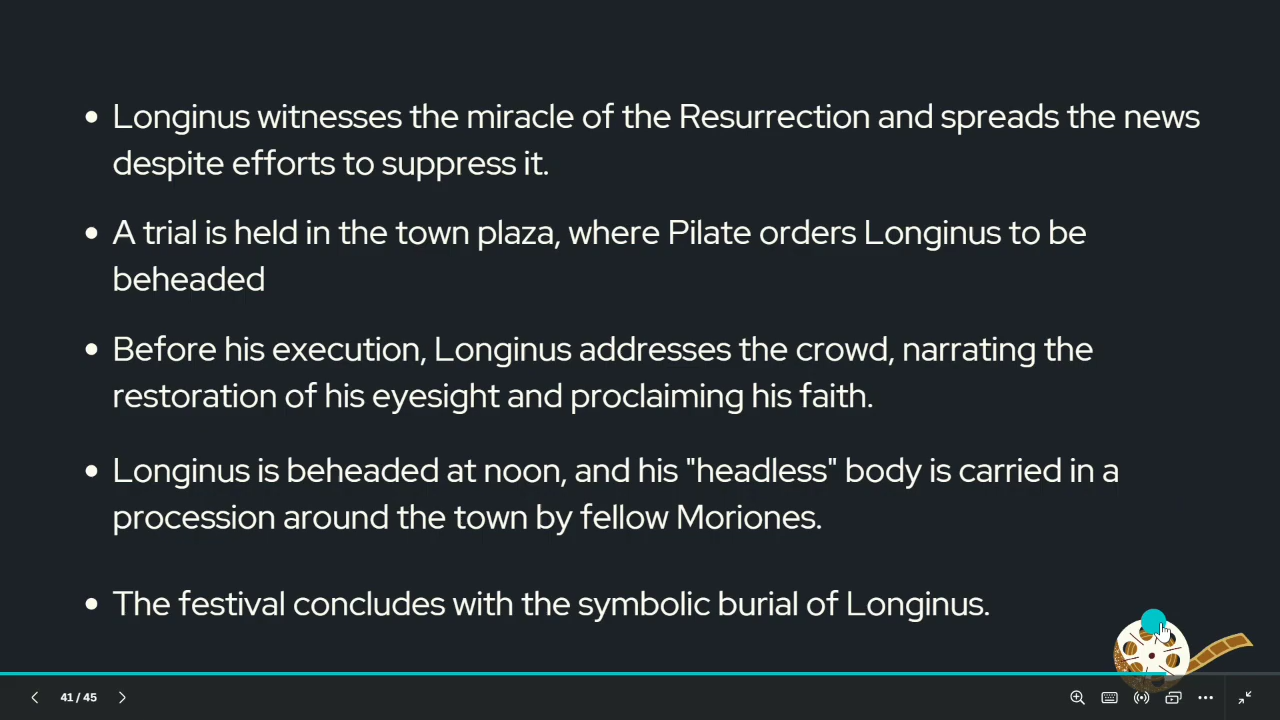 • Longinus witnesses the miracle of the Resurrection and spreads the news
despite efforts to suppress it.
• A trial is held in the town plaza, where Pilate orders Longinus to be
beheaded
• Before his execution, Longinus addresses the crowd, narrating the
restoration of his eyesight and proclaiming his faith.
• Longinus is beheaded at noon, and his "headless" body is carried in a
procession around the town by fellow Moriones.
• The festival concludes with the symbolic burial of Longinus.
41 / 45